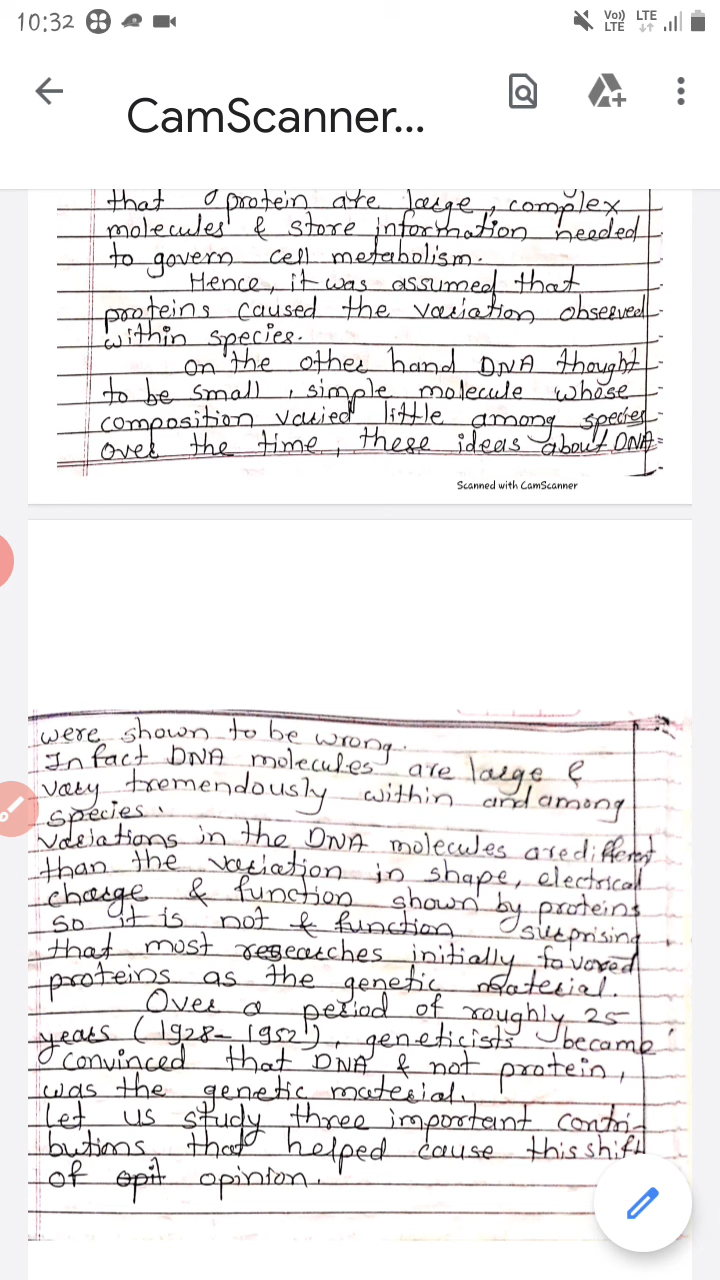 10:32
Vo)) LTE
LTE
CamScanner...
that protein are large, complex
molecules & store information needed
to govern cell metabolism.
Hence, it was assumed that
proteins caused the variation observed
within species.
On the other hand DNA thought
to be small, simple molecule whose
composition varied little among species
Over the time, these ideas about DNA
Scanned with CamScanner
were shown to be wrong.
In fact DNA molecules are large &
vary tremendously within and among
species.
Variations in the DNA molecules are different
than the variation in shape, electrical
charge & function shown by proteins
so it is not & function surprising
that most reseatches initially favored
proteins as the genetic material.
Over a period of roughly 25
years (1928-1952), geneticists became
convinced that DNA & not protein,
was the genetic material.
Let us study three important contri-
butions that helped cause this shift
of opi opinion.